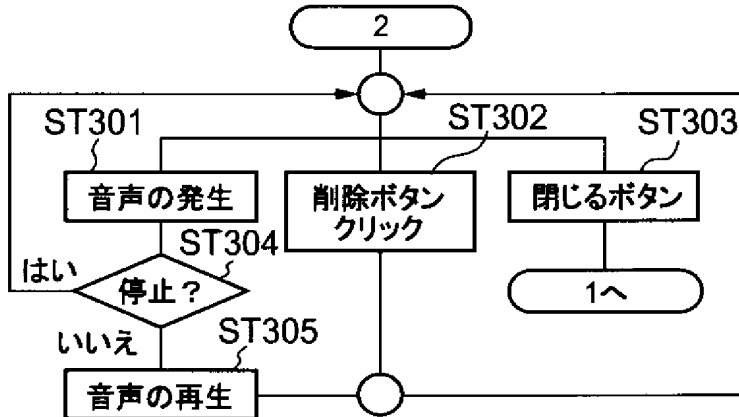 2
ST301
ST302
ST303
音声の発生
削除ボタン
クリック
閉じるボタン
ST304
はい
停止？
1へ
いいえ
ST305
音声の再生